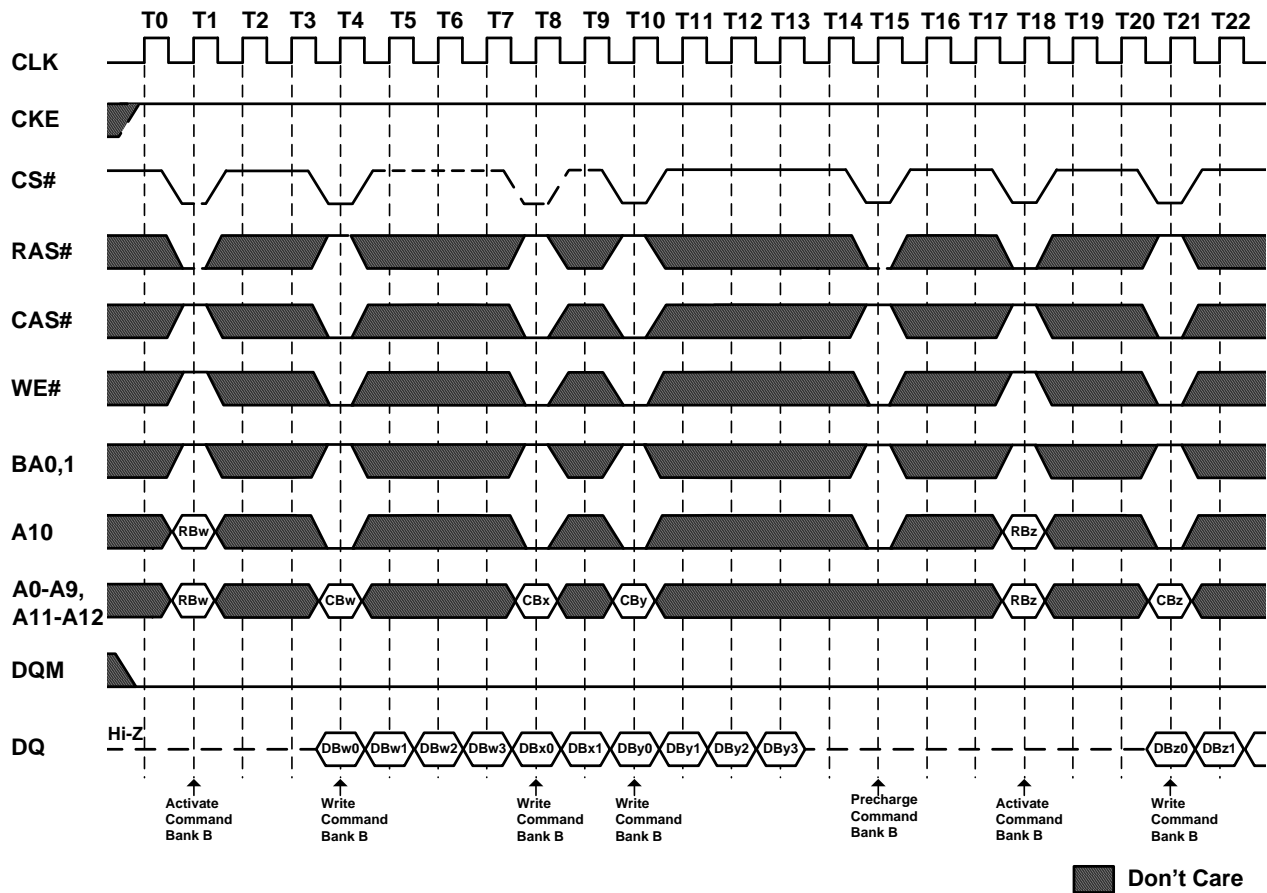 T0 T1 T2 T3 T4 T5 T6 T7 T8 T9 T10 T11 T12 T13 T14 T15 T16 T17 T18 T19 T20 T21 T22
CLK
CKE
CS#
RAS#
CAS#
WE#
BA0,1
A10
RBw
RBz
A0-A9,
A11-A12
RBw
CBw
CBx
CBy
RBz
CBz
DQM
DQ
Hi-Z
DBw0
DBw1
DBw2
DBw3
DBx0
DBx1
DBy0
DBy1
DBy2
DBy3
DBz0
DBz1
Activate
Command
Bank B
Write
Command
Bank B
Write
Command
Bank B
Write
Command
Bank B
Precharge
Command
Bank B
Activate
Command
Bank B
Write
Command
Bank B
Don't Care